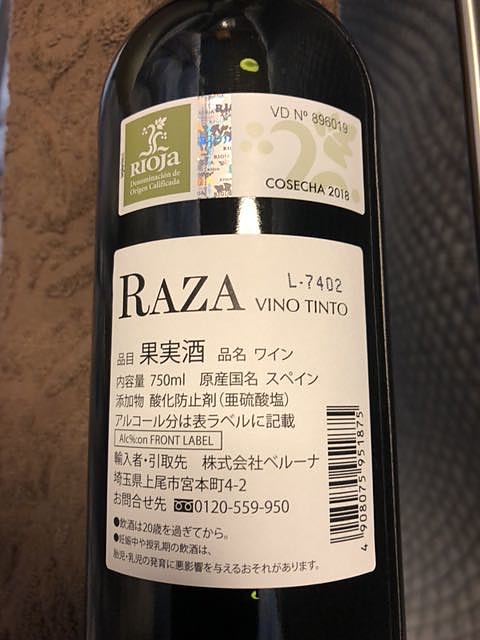 RIOJA
Denominación de
Origen Calificada
VD Nº 896019
COSECHA 2018
L-7402
RAZA VINO TINTO
品目 果実酒 品名 ワイン
内容量 750ml 原産国名 スペイン
添加物 酸化防止剤(亜硫酸塩)
アルコール分は表ラベルに記載
Alc%:on FRONT LABEL
輸入者・引取先 株式会社ベルーナ
埼玉県上尾市宮本町4-2
お問合せ先 0120-559-950
●飲酒は20歳を過ぎてから。
●妊娠中や授乳期の飲酒は、
胎児・乳児の発育に悪影響を与えるおそれがあります。
4 908075 951875